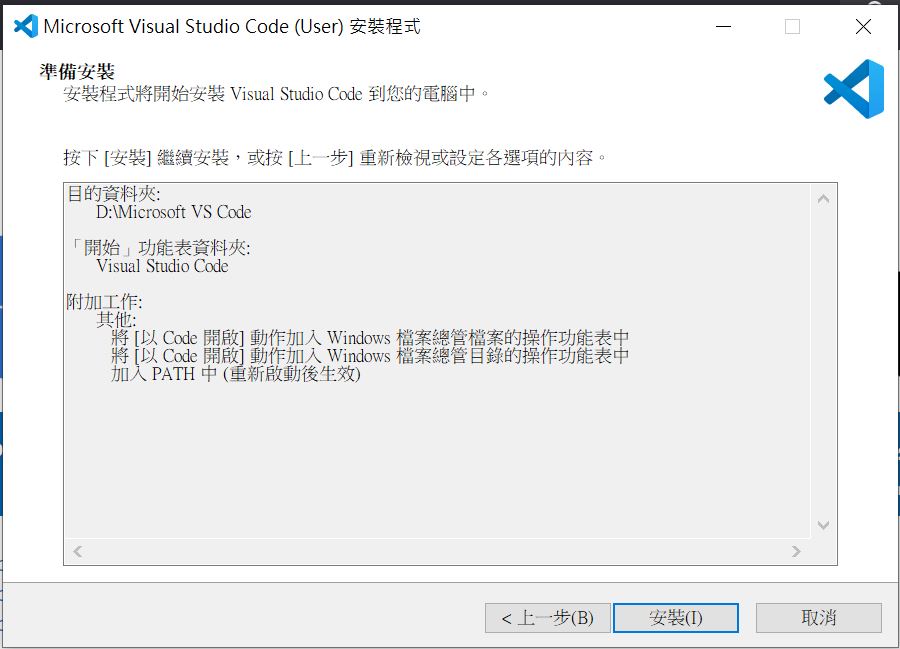 Microsoft Visual Studio Code (User) 安裝程式
準備安裝
安裝程式將開始安裝 Visual Studio Code 到您的電腦中。
按下 [安裝] 繼續安裝，或按 [上一步] 重新檢視或設定各選項的內容。
目的資料夾:
D:\Microsoft VS Code
「開始」功能表資料夾:
Visual Studio Code
附加工作:
其他:
將 [以 Code 開啟] 動作加入 Windows 檔案總管檔案的操作功能表中
將 [以 Code 開啟] 動作加入 Windows 檔案總管目錄的操作功能表中
加入 PATH 中 (重新啟動後生效)
< 上一步(B)
安裝(I)
取消